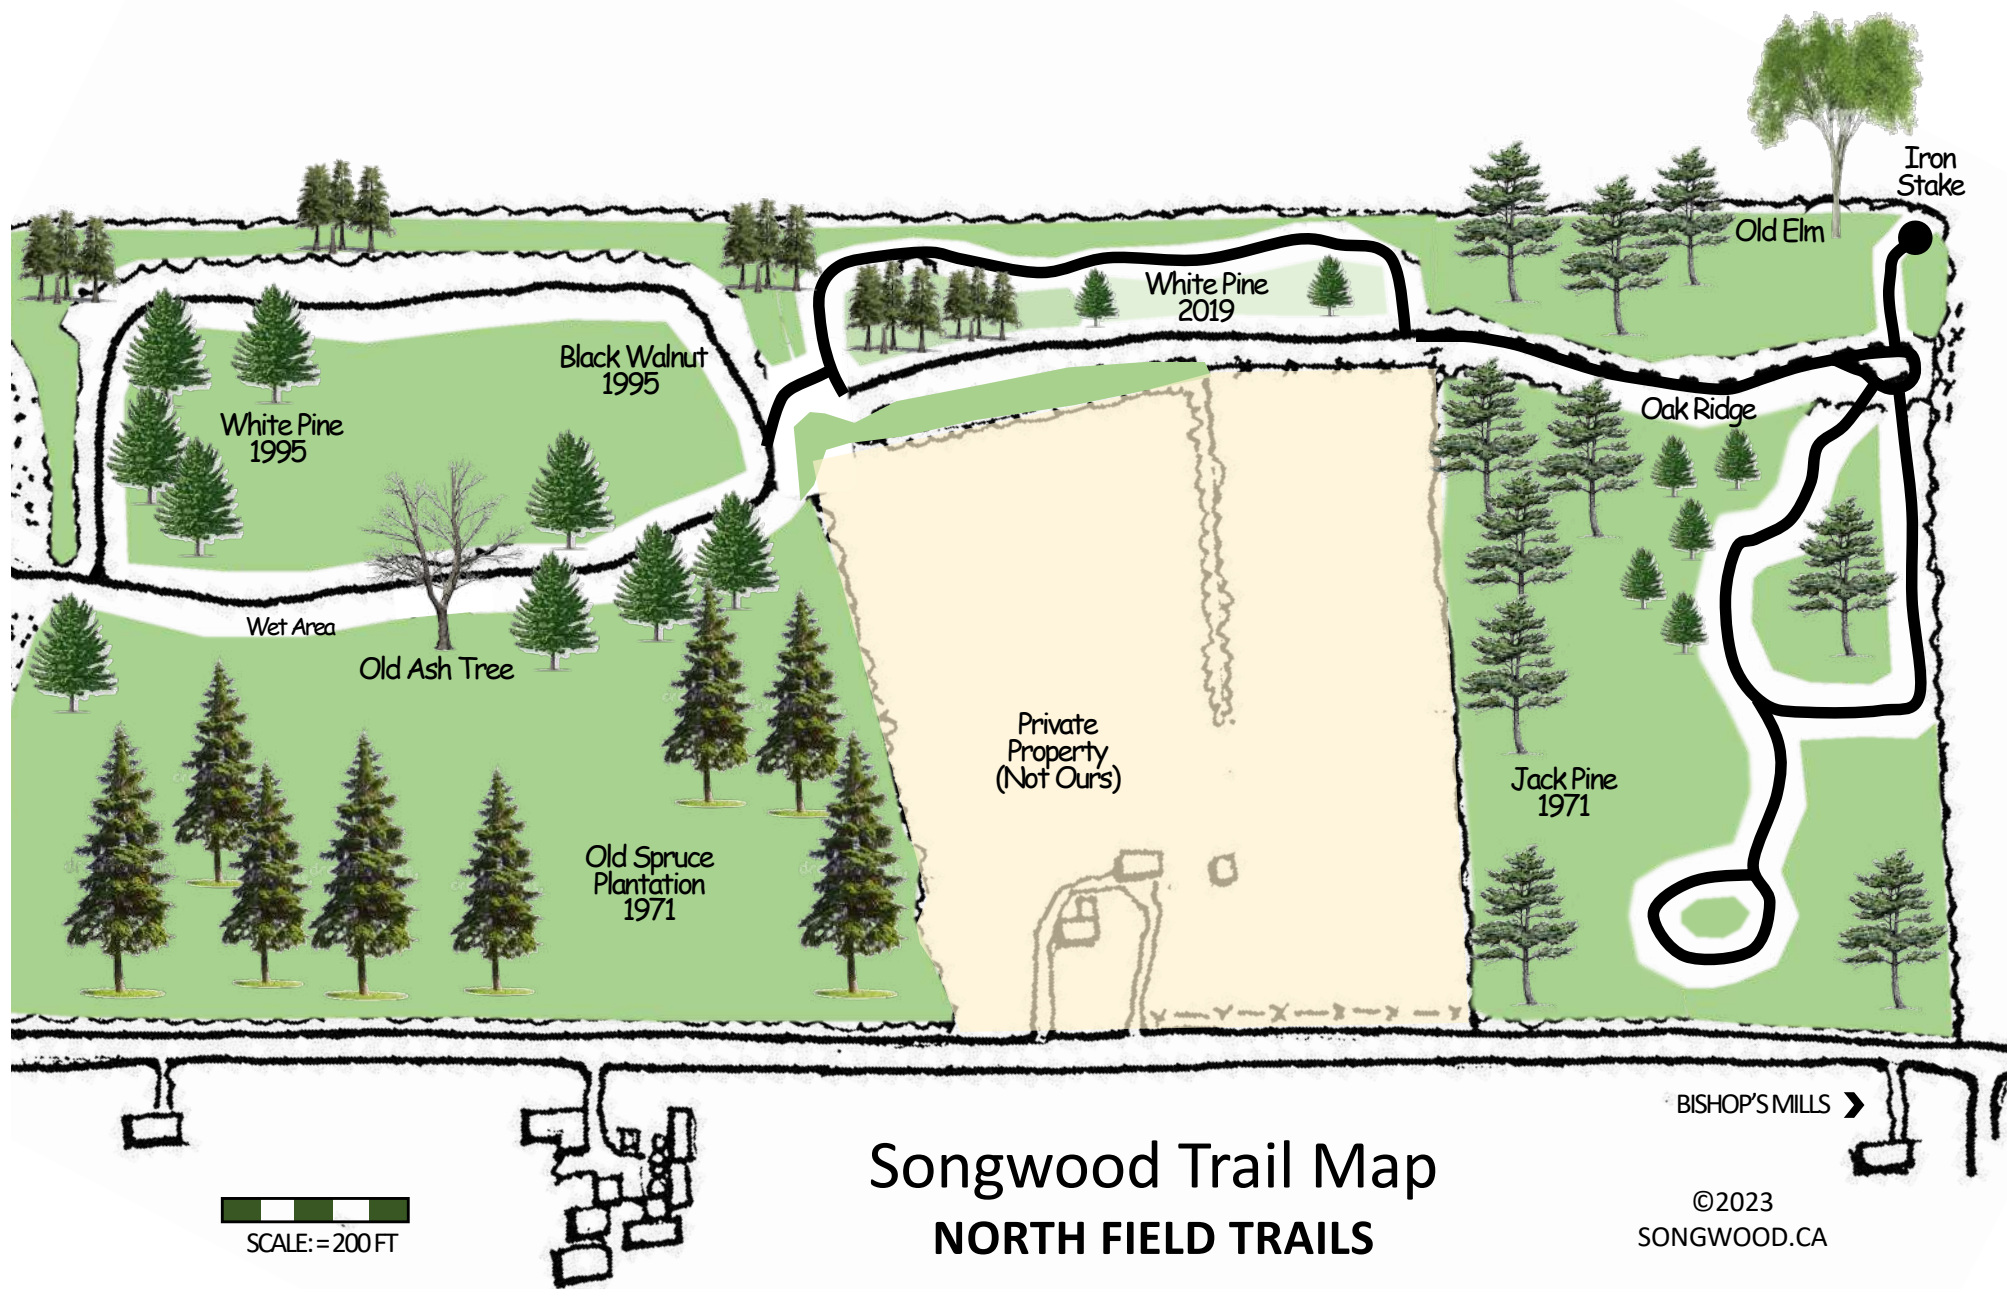 Iron
Stake
Old Elm
White Pine
2019
Black Walnut
1995
White Pine
1995
Oak Ridge
Wet Area
Old Ash Tree
Private
Property
(Not Ours)
Jack Pine
1971
Old Spruce
Plantation
1971
BISHOP'S MILLS
Songwood Trail Map
NORTH FIELD TRAILS
SCALE: = 200 FT
©2023
SONGWOOD.CA